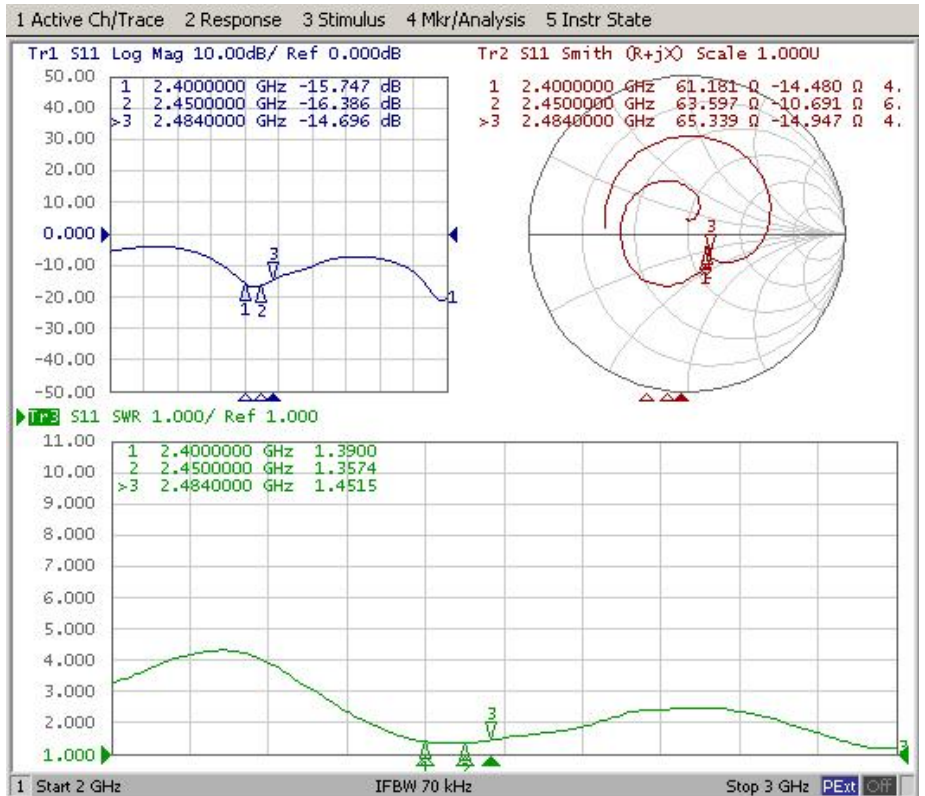 1 Active Ch/Trace 2 Response 3 Stimulus 4 Mkr/Analysis 5 Instr State
Tr1 S11 Log Mag 10.00dB/ Ref 0.000dB
50.00
40.00
30.00
20.00
10.00
0.000
-10.00
-20.00
-30.00
-40.00
-50.00
1 2.4000000 GHz -15.747 dB
2 2.4500000 GHz -16.386 dB
>3 2.4840000 GHz -14.696 dB
3
1 2
1
Tr2 S11 Smith (R+jX) Scale 1.000U
1 2.4000000 GHz 61.181 Ω -14.480 Ω 4.
2 2.4500000 GHz 63.597 Ω -10.691 Ω 6.
>3 2.4840000 GHz 65.339 Ω -14.947 Ω 4.
3
1
Tr3 S11 SWR 1.000/ Ref 1.000
11.00
10.00
9.000
8.000
7.000
6.000
5.000
4.000
3.000
2.000
1.000
1 2.4000000 GHz 1.3900
2 2.4500000 GHz 1.3574
>3 2.4840000 GHz 1.4515
3
1 2
3
1 Start 2 GHz IFBW 70 kHz Stop 3 GHz PExt Off